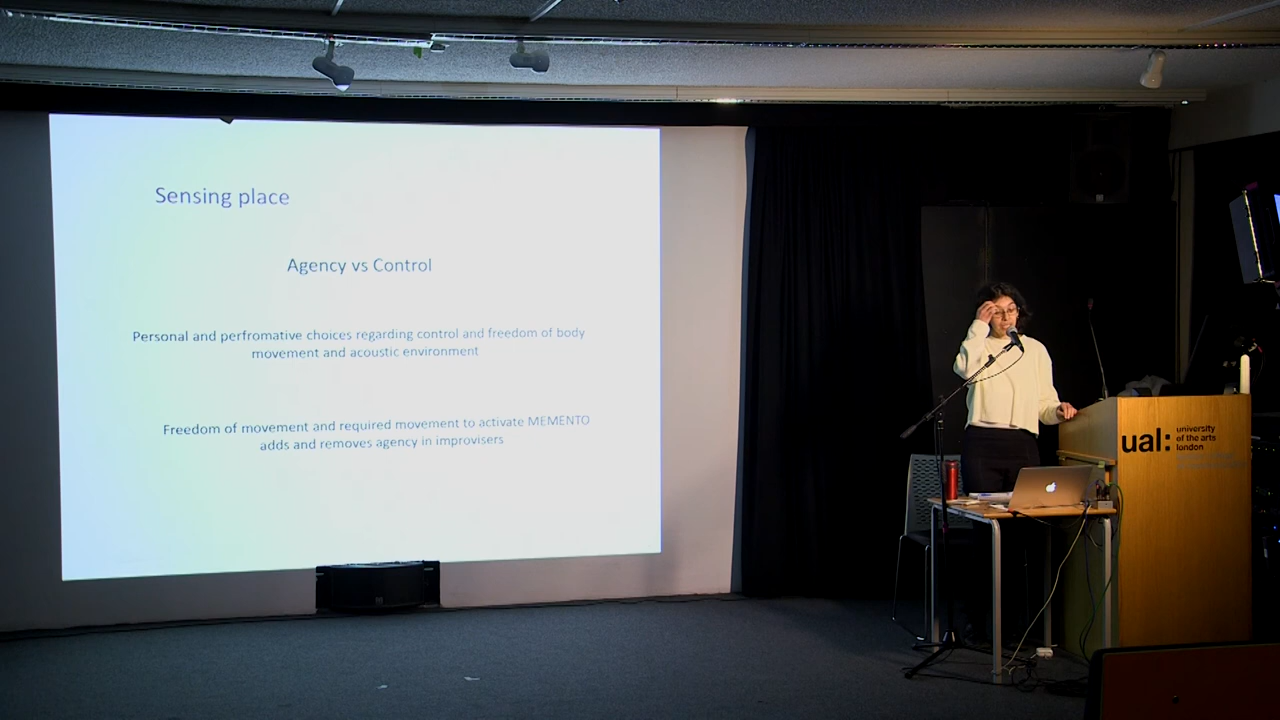 Sensing place
Agency vs Control
Personal and perfromative choices regarding control and freedom of body
movement and acoustic environment
Freedom of movement and required movement to activate MEMENTO
adds and removes agency in improvisers
ual: university
of the arts
london